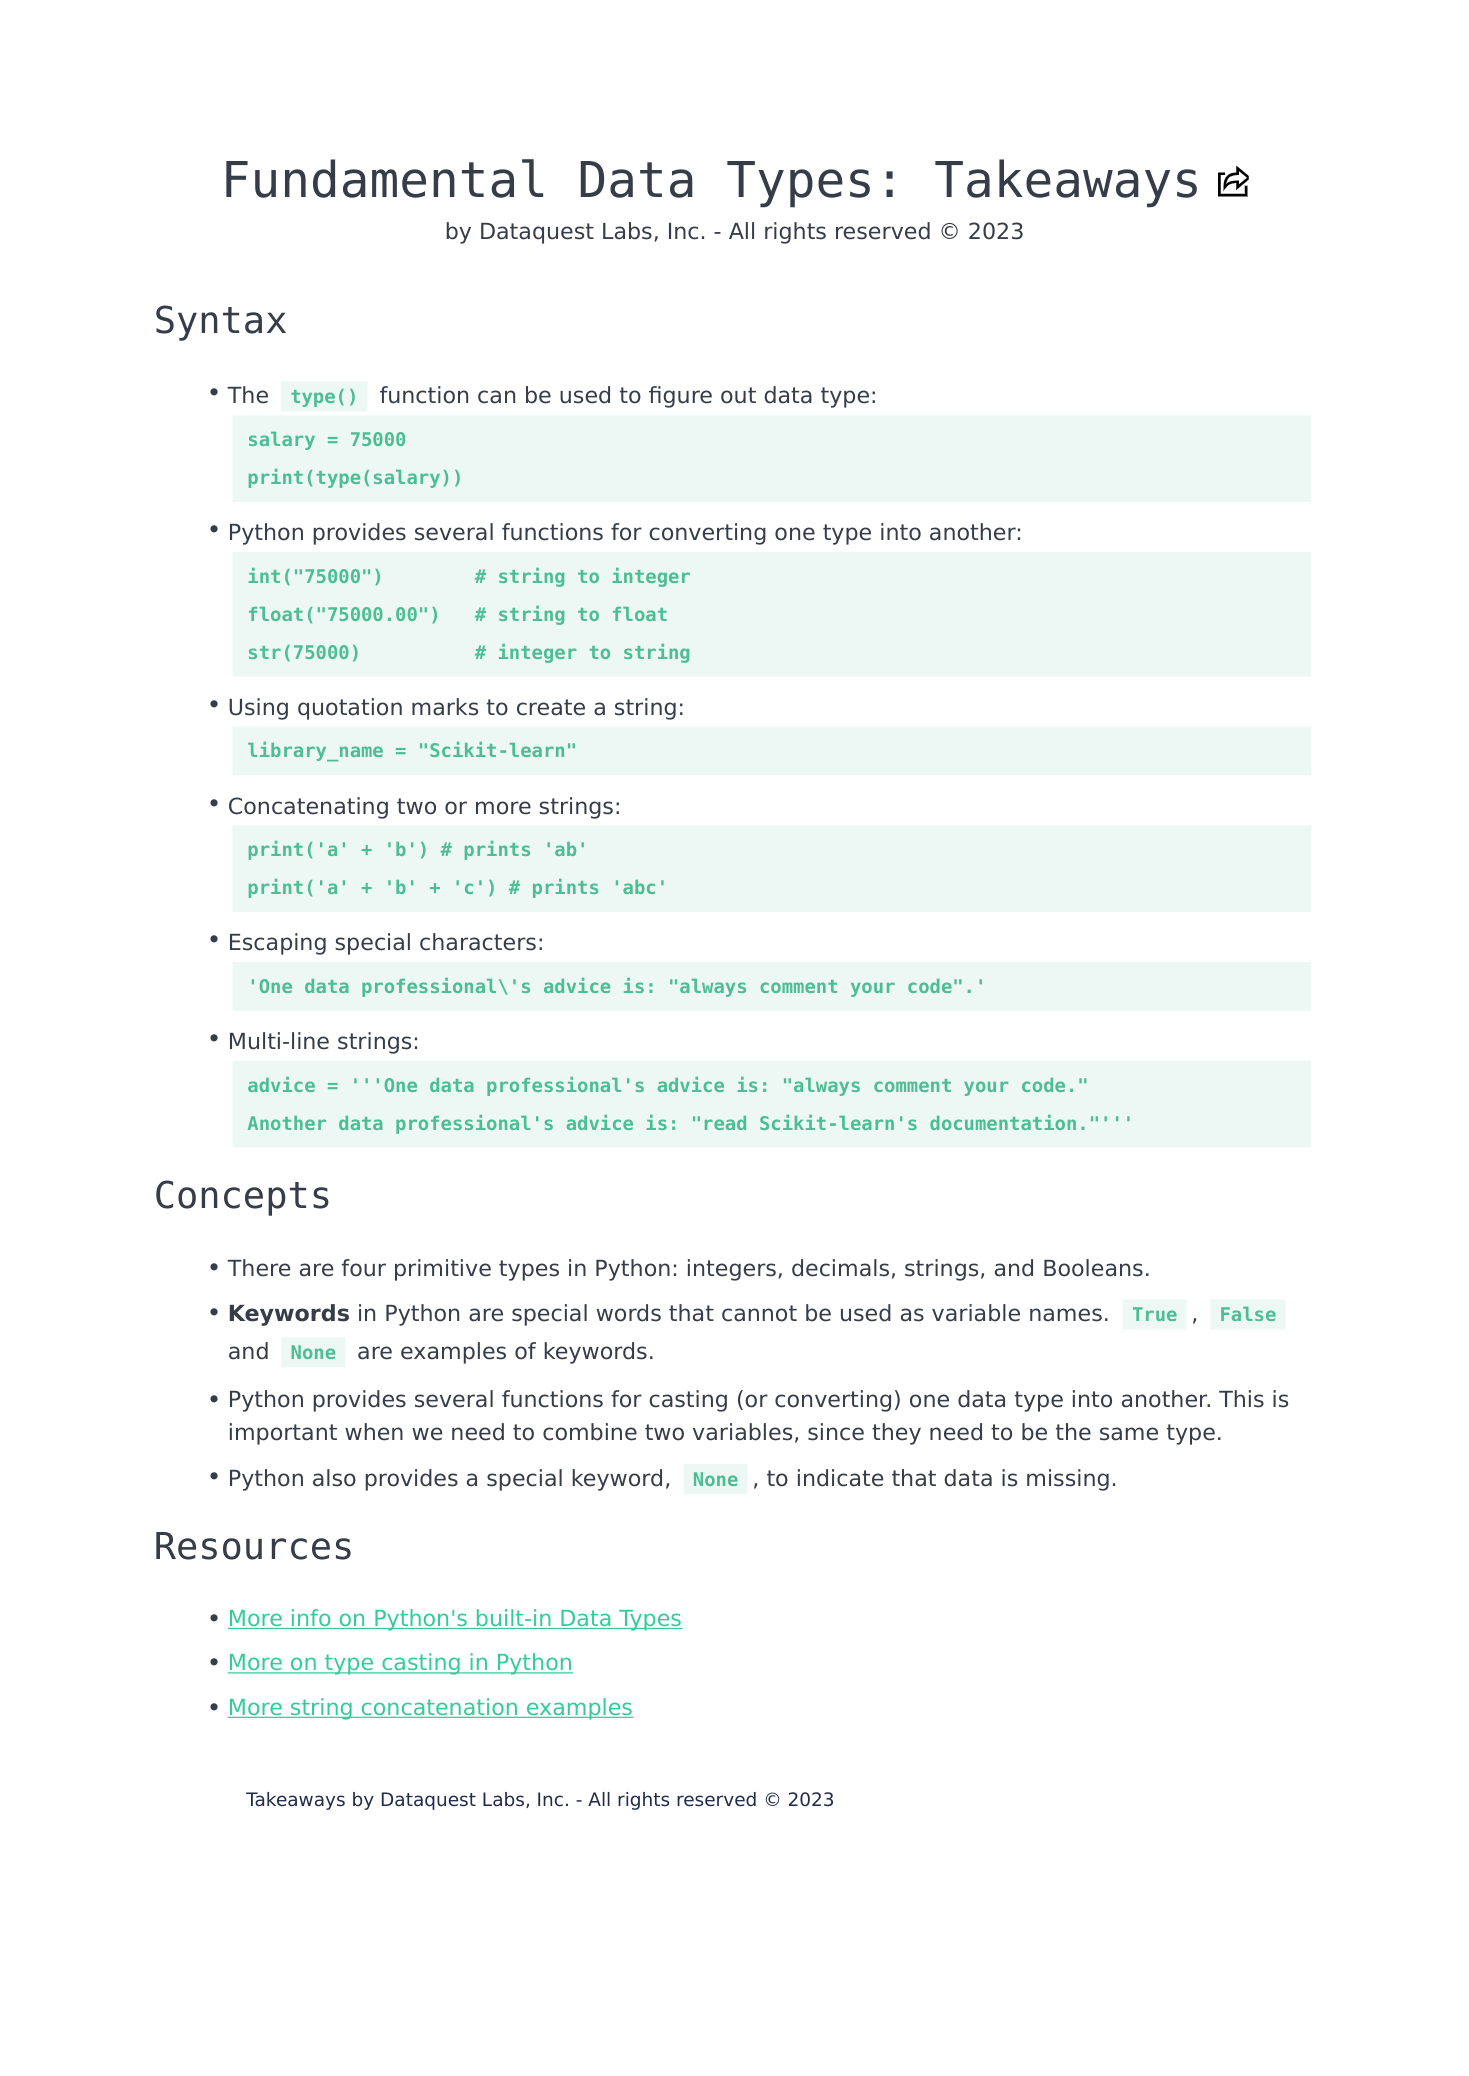 Fundamental Data Types: Takeaways
by Dataquest Labs, Inc. - All rights reserved © 2023
Syntax
• The type() function can be used to figure out data type:
salary = 75000
print(type(salary))
• Python provides several functions for converting one type into another:
int("75000")        # string to integer
float("75000.00")   # string to float
str(75000)          # integer to string
• Using quotation marks to create a string:
library_name = "Scikit-learn"
• Concatenating two or more strings:
print('a' + 'b') # prints 'ab'
print('a' + 'b' + 'c') # prints 'abc'
• Escaping special characters:
'One data professional\'s advice is: "always comment your code".'
• Multi-line strings:
advice = '''One data professional's advice is: "always comment your code."
Another data professional's advice is: "read Scikit-learn's documentation."'''
Concepts
• There are four primitive types in Python: integers, decimals, strings, and Booleans.
• Keywords in Python are special words that cannot be used as variable names. True, False
and None are examples of keywords.
• Python provides several functions for casting (or converting) one data type into another. This is
important when we need to combine two variables, since they need to be the same type.
• Python also provides a special keyword, None, to indicate that data is missing.
Resources
• More info on Python's built-in Data Types
• More on type casting in Python
• More string concatenation examples
Takeaways by Dataquest Labs, Inc. - All rights reserved © 2023